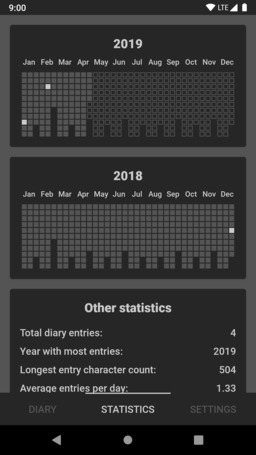 9:00 LTE
2019
Jan Feb Mar Apr May Jun Jul Aug Sep Oct Nov Dec
2018
Jan Feb Mar Apr May Jun Jul Aug Sep Oct Nov Dec
Other statistics
Total diary entries: 4
Year with most entries: 2019
Longest entry character count: 504
Average entries per day: 1.33
DIARY STATISTICS SETTINGS